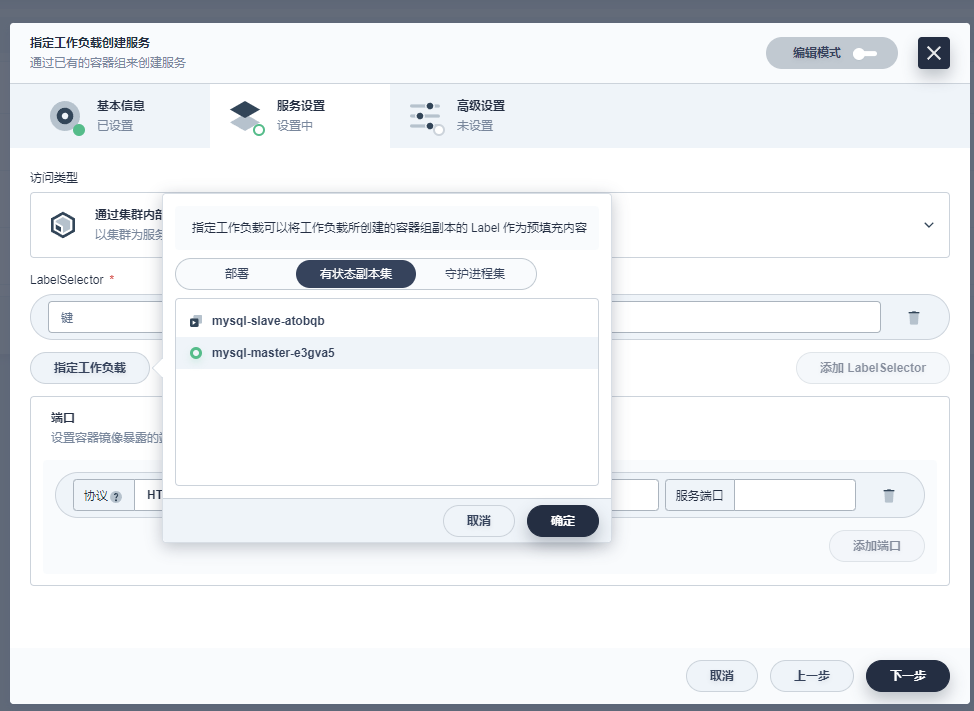 指定工作负载创建服务
通过已有的容器组来创建服务
编辑模式
基本信息
已设置
服务设置
设置中
高级设置
未设置
访问类型
通过集群内部
以集群为服务
指定工作负载可以将工作负载所创建的容器组副本的 Label 作为预填充内容
LabelSelector *
部署
有状态副本集
守护进程集
键
mysql-slave-atobqb
mysql-master-e3gva5
指定工作负载
添加 LabelSelector
端口
设置容器镜像暴露的
协议 ?
HT
服务端口
取消
确定
添加端口
取消
上一步
下一步